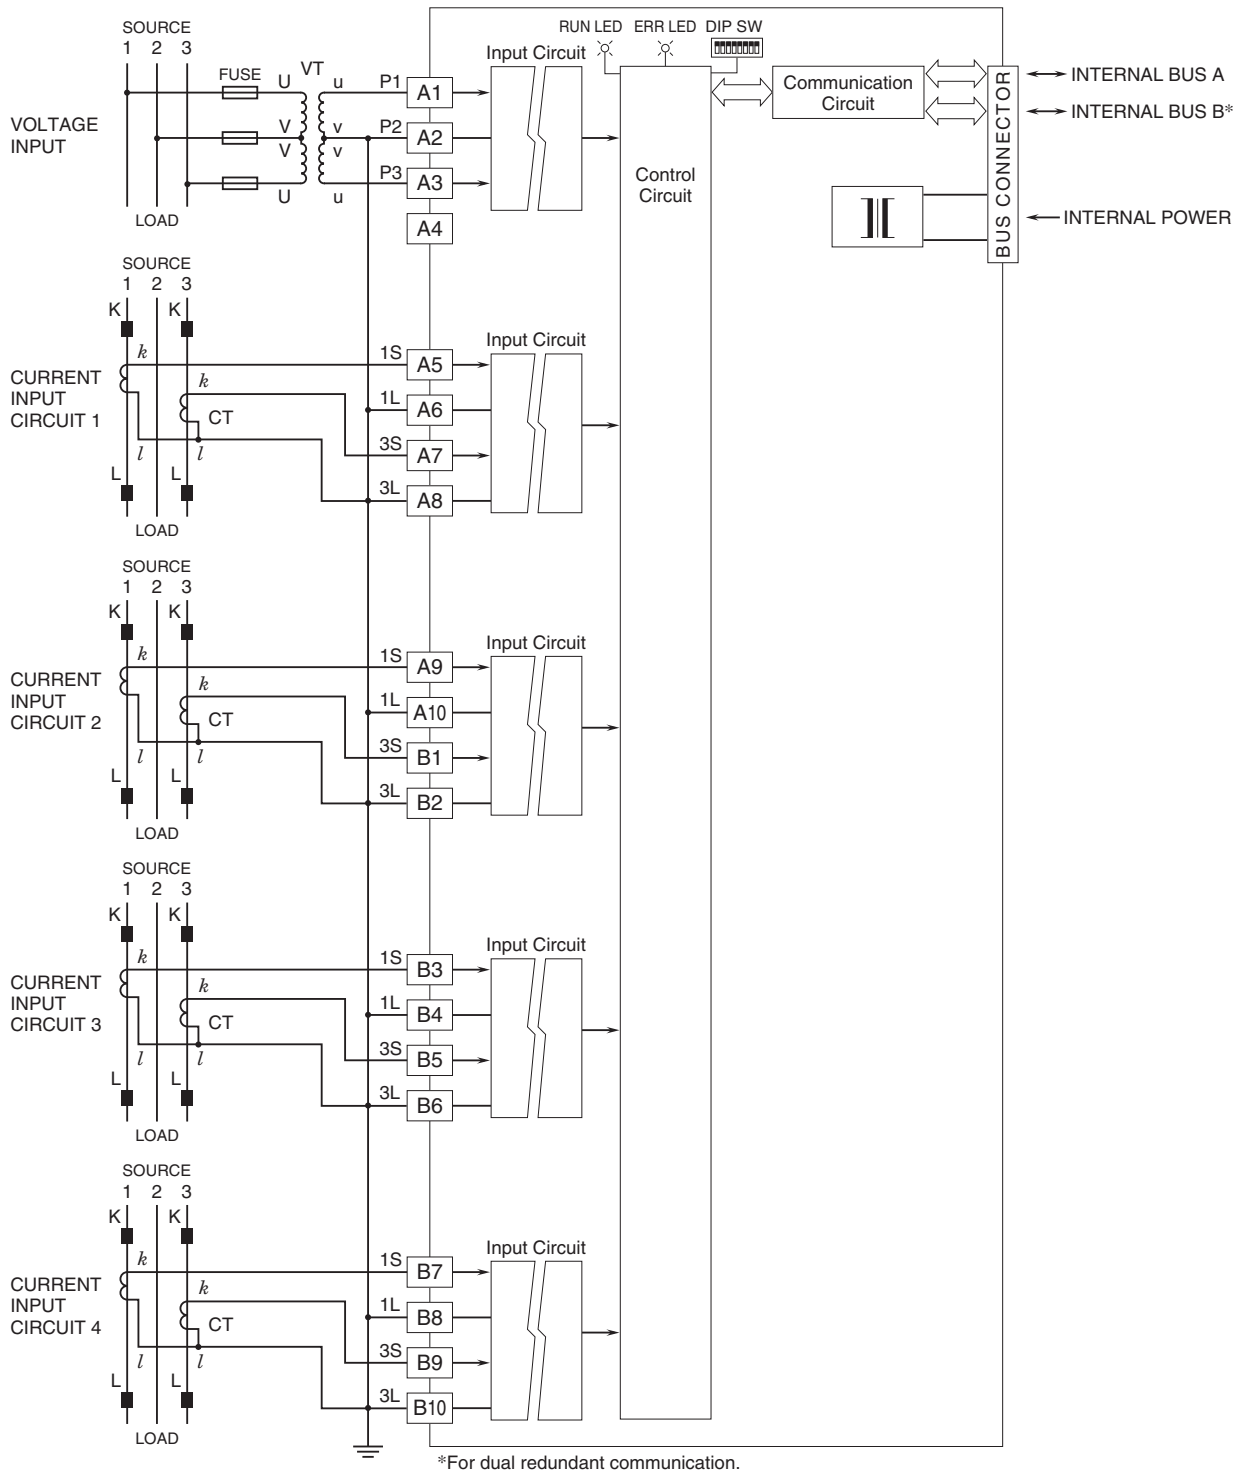 SOURCE
1 2 3
VOLTAGE
INPUT
FUSE
U VT u
V v
V v
U u
LOAD
P1 A1
P2 A2
P3 A3
A4
Input Circuit
RUN LED ERR LED DIP SW
Control
Circuit
Communication
Circuit
BUS CONNECTOR
INTERNAL BUS A
INTERNAL BUS B*
INTERNAL POWER
SOURCE
1 2 3
K K
k
k
CURRENT
INPUT
CIRCUIT 1
CT
l l
L L
LOAD
1S A5
1L A6
3S A7
3L A8
Input Circuit
SOURCE
1 2 3
K K
k
k
CURRENT
INPUT
CIRCUIT 2
CT
l l
L L
LOAD
1S A9
1L A10
3S B1
3L B2
Input Circuit
SOURCE
1 2 3
K K
k
k
CURRENT
INPUT
CIRCUIT 3
CT
l l
L L
LOAD
1S B3
1L B4
3S B5
3L B6
Input Circuit
SOURCE
1 2 3
K K
k
k
CURRENT
INPUT
CIRCUIT 4
CT
l l
L L
LOAD
1S B7
1L B8
3S B9
3L B10
Input Circuit
*For dual redundant communication.